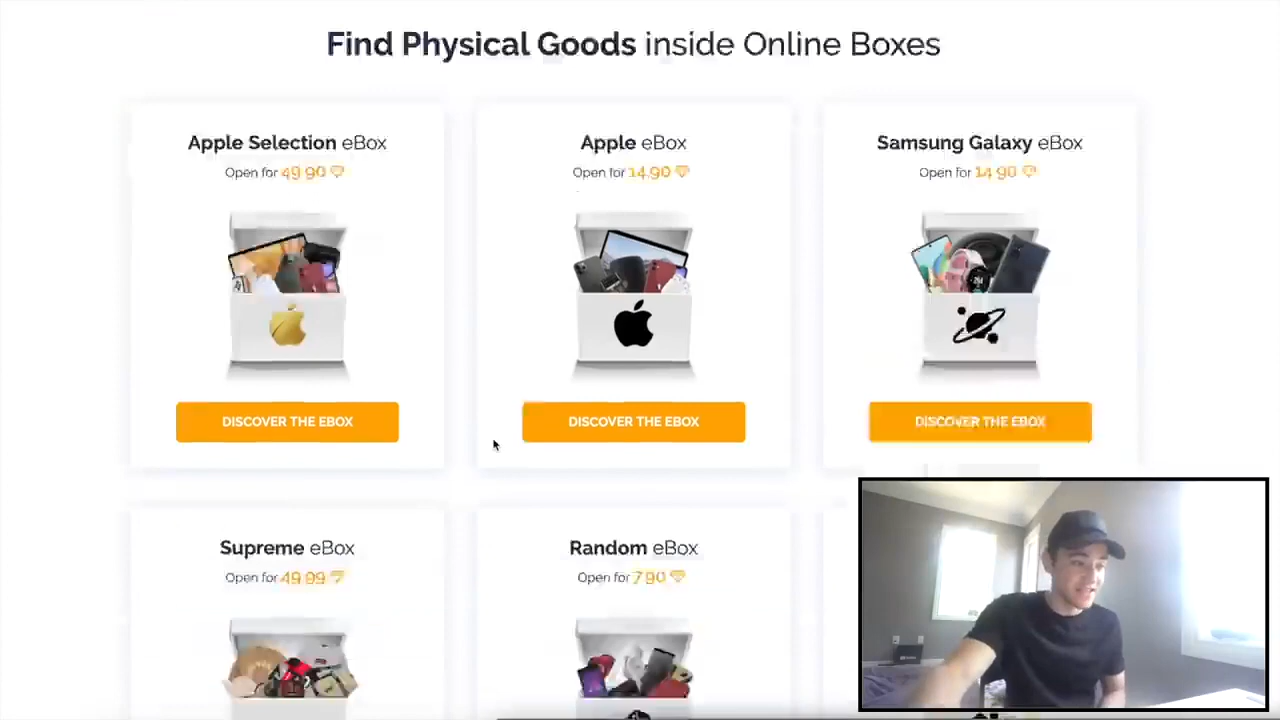 Find Physical Goods inside Online Boxes
Apple Selection eBox
Open for 49.90
DISCOVER THE EBOX
Apple eBox
Open for 14.90
DISCOVER THE EBOX
Samsung Galaxy eBox
Open for 14.90
DISCOVER THE EBOX
Supreme eBox
Open for 49.99
Random eBox
Open for 7.90